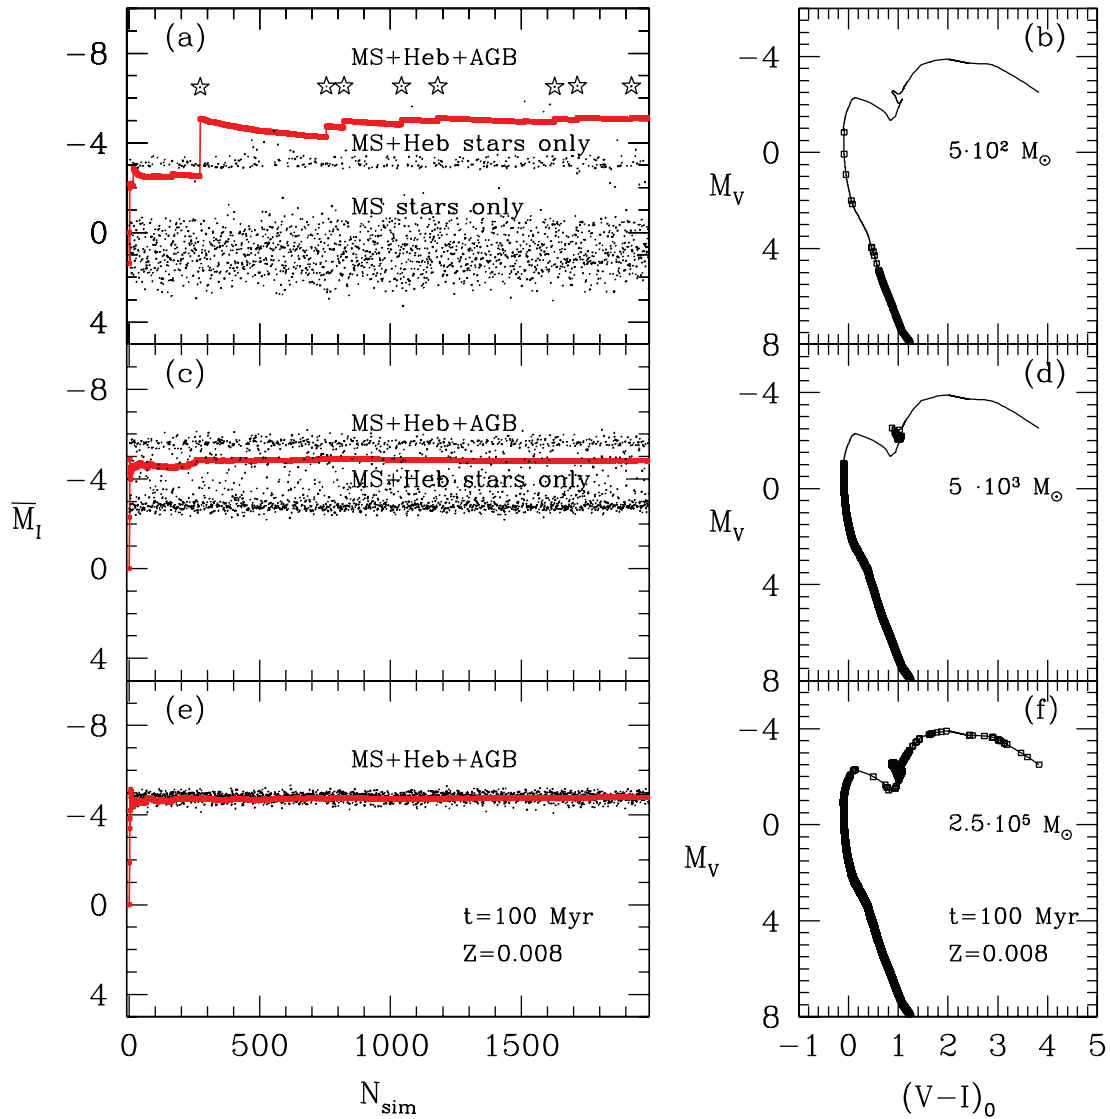 (a)
MS+Heb+AGB
MS+Heb stars only
MS stars only
−8
−4
0
4
(b)
5·10² M⊙
−4
0
4
8
M_V
(c)
MS+Heb+AGB
MS+Heb stars only
−8
−4
0
4
M̅_I
(d)
5 ·10³ M⊙
−4
0
4
8
M_V
(e)
MS+Heb+AGB
t=100 Myr
Z=0.008
−8
−4
0
4
0 500 1000 1500
N_sim
(f)
2.5·10⁵ M⊙
t=100 Myr
Z=0.008
−4
0
4
8
M_V
−1 0 1 2 3 4 5
(V−I)₀